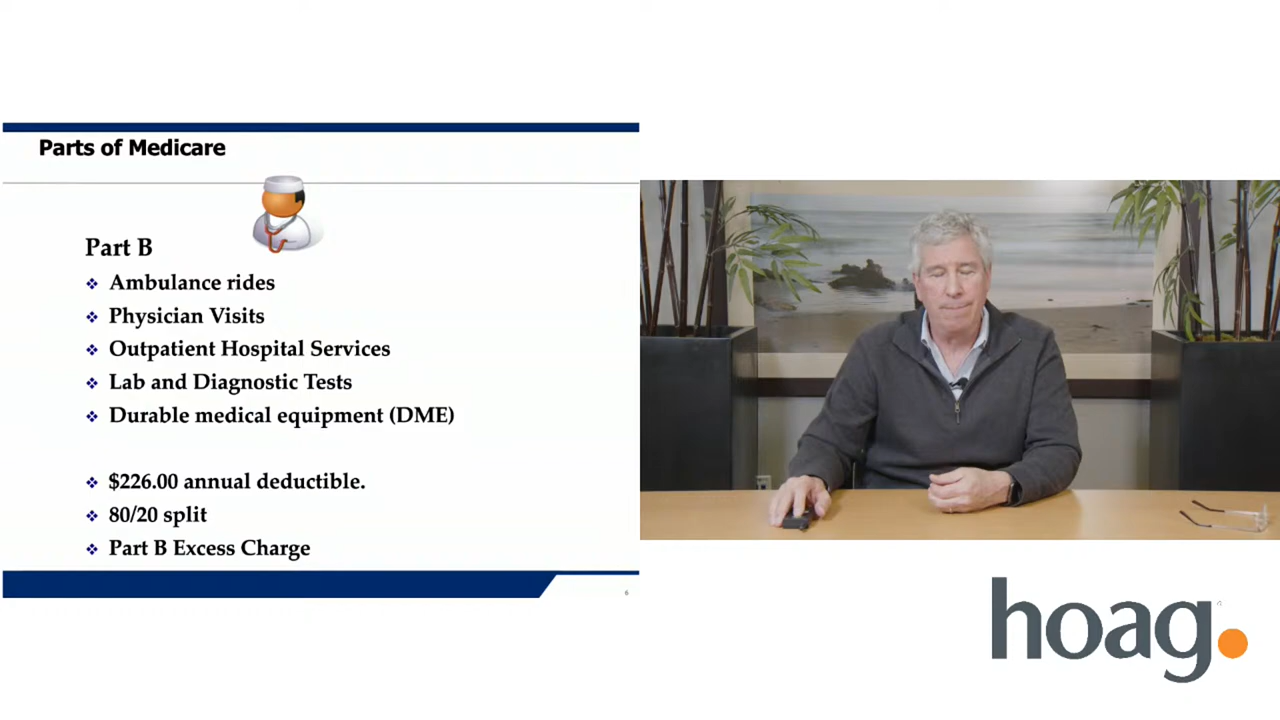 Parts of Medicare
Part B
Ambulance rides
Physician Visits
Outpatient Hospital Services
Lab and Diagnostic Tests
Durable medical equipment (DME)
$226.00 annual deductible.
80/20 split
Part B Excess Charge
6
hoag.